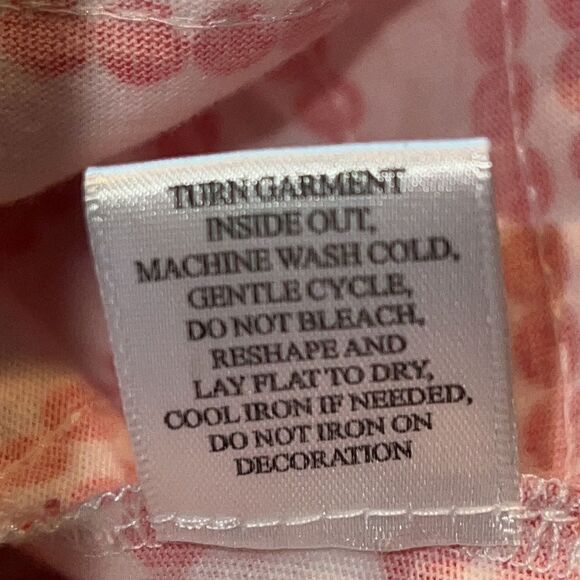 TURN GARMENT
INSIDE OUT,
MACHINE WASH COLD,
GENTLE CYCLE,
DO NOT BLEACH,
RESHAPE AND
LAY FLAT TO DRY,
COOL IRON IF NEEDED,
DO NOT IRON ON
DECORATION